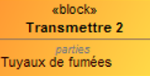 «block»
Transmettre 2
parties
Tuyaux de fumées